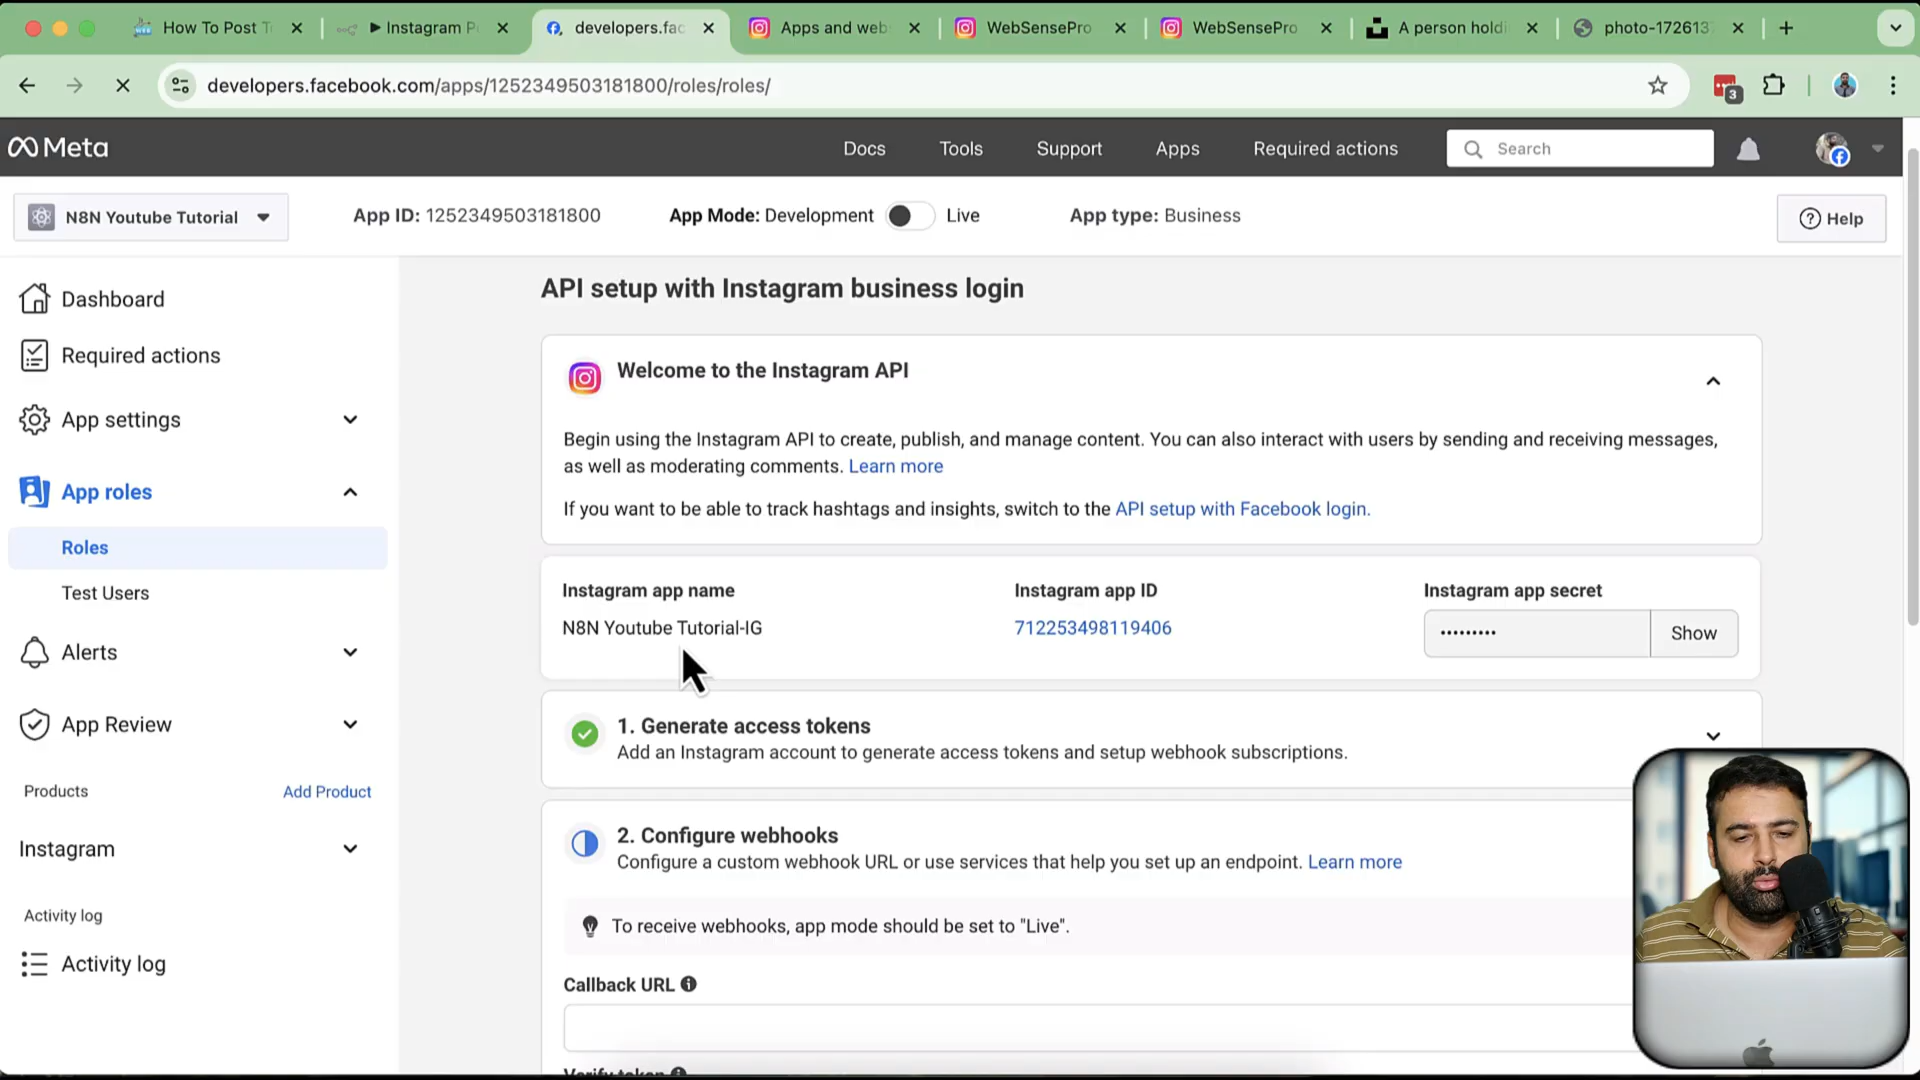 How To Post T
Instagram P
developers.fac
Apps and web
WebSensePro
WebSensePro
A person holdi
photo-172613
developers.facebook.com/apps/1252349503181800/roles/roles/
3
Meta
Docs
Tools
Support
Apps
Required actions
Search
N8N Youtube Tutorial
App ID: 1252349503181800
App Mode: Development
Live
App type: Business
Help
Dashboard
Required actions
App settings
App roles
Roles
Test Users
Alerts
App Review
Products
Add Product
Instagram
Activity log
Activity log
API setup with Instagram business login
Welcome to the Instagram API
Begin using the Instagram API to create, publish, and manage content. You can also interact with users by sending and receiving messages,
as well as moderating comments. Learn more
If you want to be able to track hashtags and insights, switch to the API setup with Facebook login.
Instagram app name
N8N Youtube Tutorial-IG
Instagram app ID
712253498119406
Instagram app secret
•••••••••
Show
1. Generate access tokens
Add an Instagram account to generate access tokens and setup webhook subscriptions.
2. Configure webhooks
Configure a custom webhook URL or use services that help you set up an endpoint. Learn more
To receive webhooks, app mode should be set to "Live".
Callback URL
Verify token